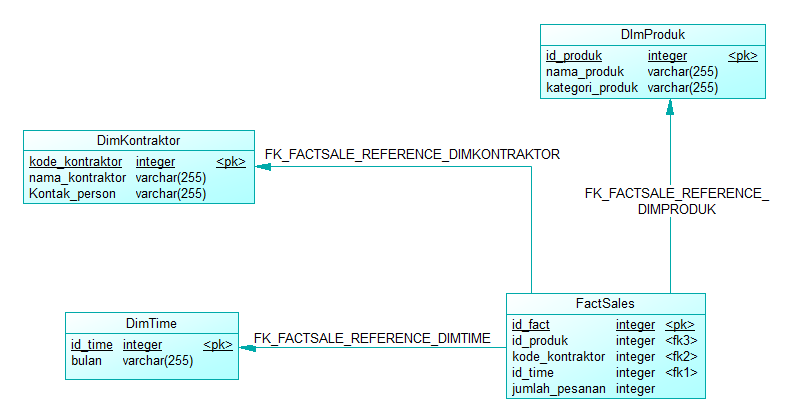 DImProduk
id_produk integer <pk>
nama_produk varchar(255)
kategori_produk varchar(255)
DimKontraktor
kode_kontraktor integer <pk>
nama_kontraktor varchar(255)
Kontak_person varchar(255)
FK_FACTSALE_REFERENCE_DIMKONTRAKTOR
FK_FACTSALE_REFERENCE_
DIMPRODUK
DimTime
id_time integer <pk>
bulan varchar(255)
FK_FACTSALE_REFERENCE_DIMTIME
FactSales
id_fact integer <pk>
id_produk integer <fk3>
kode_kontraktor integer <fk2>
id_time integer <fk1>
jumlah_pesanan integer